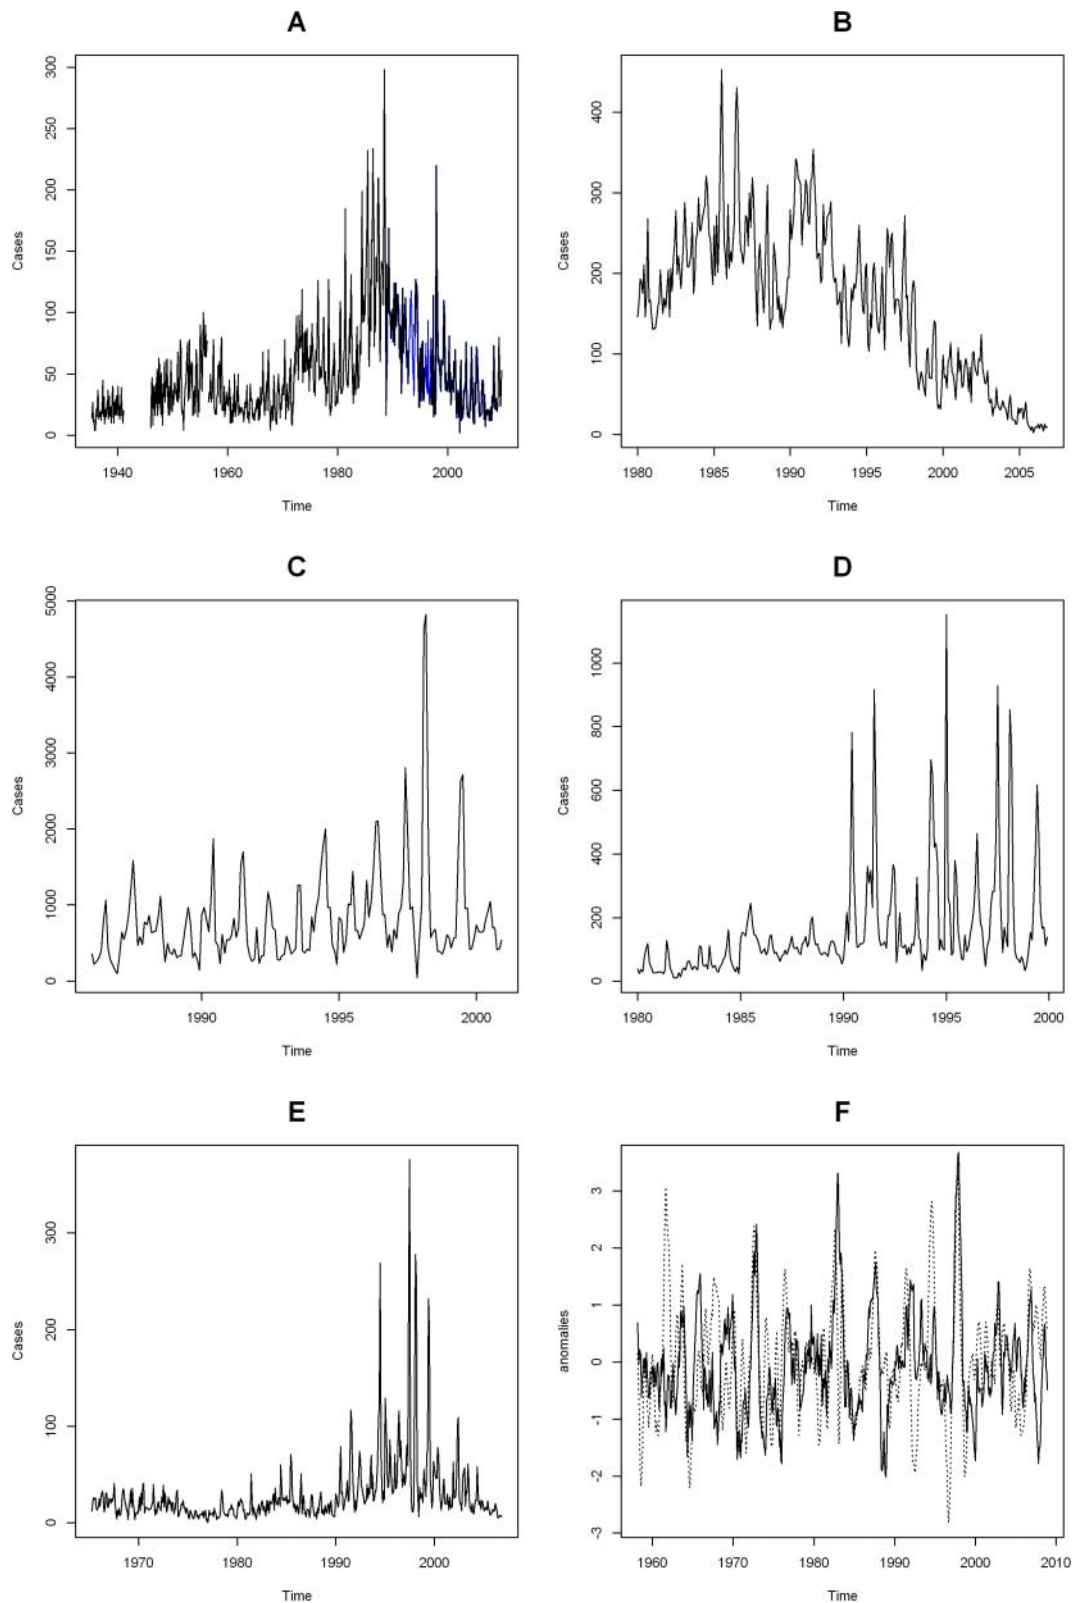 A
300
250
200
150
100
50
0
Cases
1940 1960 1980 2000
Time
B
400
300
200
100
0
Cases
1980 1985 1990 1995 2000 2005
Time
C
5000
4000
3000
2000
1000
0
Cases
1990 1995 2000
Time
D
1000
800
600
400
200
0
Cases
1980 1985 1990 1995 2000
Time
E
300
200
100
0
Cases
1970 1980 1990 2000
Time
F
3
2
1
0
-1
-2
-3
anomalies
1960 1970 1980 1990 2000 2010
Time